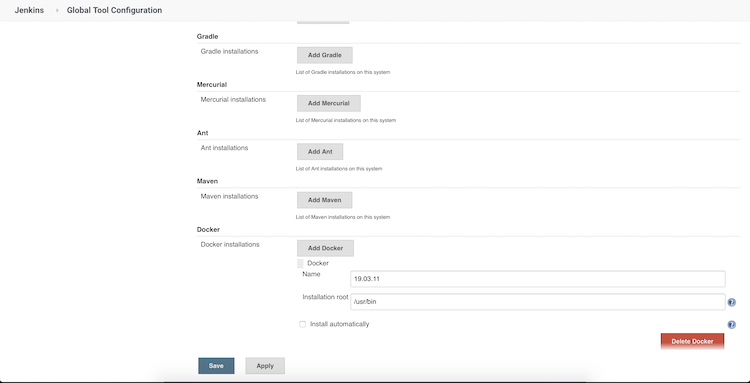 Jenkins › Global Tool Configuration
Gradle
Gradle installations Add Gradle
List of Gradle installations on this system
Mercurial
Mercurial installations Add Mercurial
List of Mercurial installations on this system
Ant
Ant installations Add Ant
List of Ant installations on this system
Maven
Maven installations Add Maven
List of Maven installations on this system
Docker
Docker installations Add Docker
Docker
Name 19.03.11
Installation root /usr/bin
Install automatically
Delete Docker
Save Apply